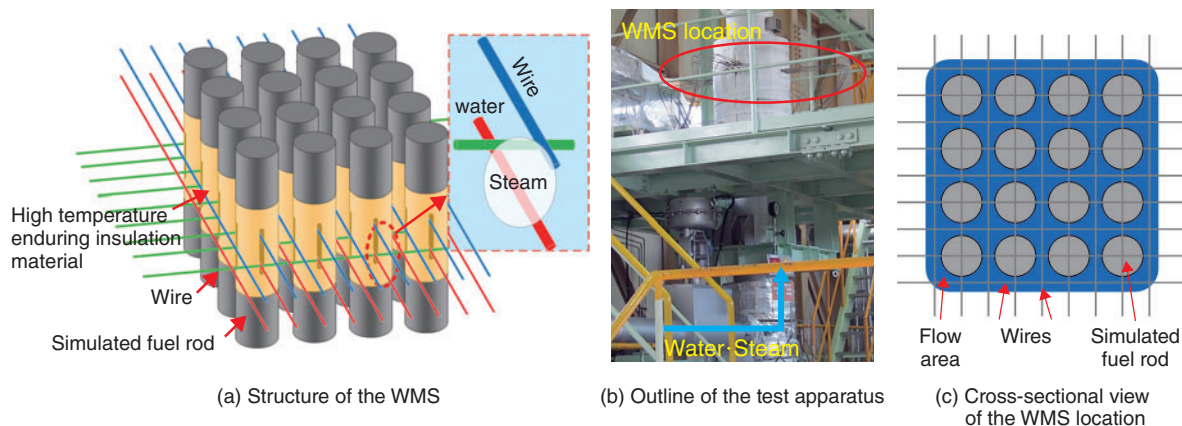 Wire
water
Steam
High temperature
enduring insulation
material
Wire
Simulated fuel rod
(a) Structure of the WMS
WMS location
Water·Steam
(b) Outline of the test apparatus
Flow
area
Wires
Simulated
fuel rod
(c) Cross-sectional view
of the WMS location